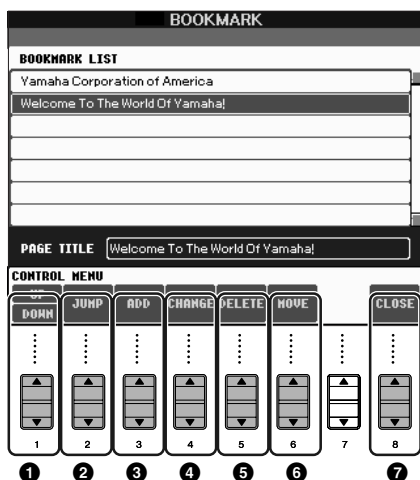 BOOKMARK
BOOKMARK LIST
Yamaha Corporation of America
Welcome To The World Of Yamaha!
PAGE TITLE Welcome To The World Of Yamaha!
CONTROL MENU
UP
DOWN JUMP ADD CHANGE DELETE MOVE CLOSE
1 2 3 4 5 6 7 8
❶ ❷ ❸ ❹ ❺ ❻ ❼